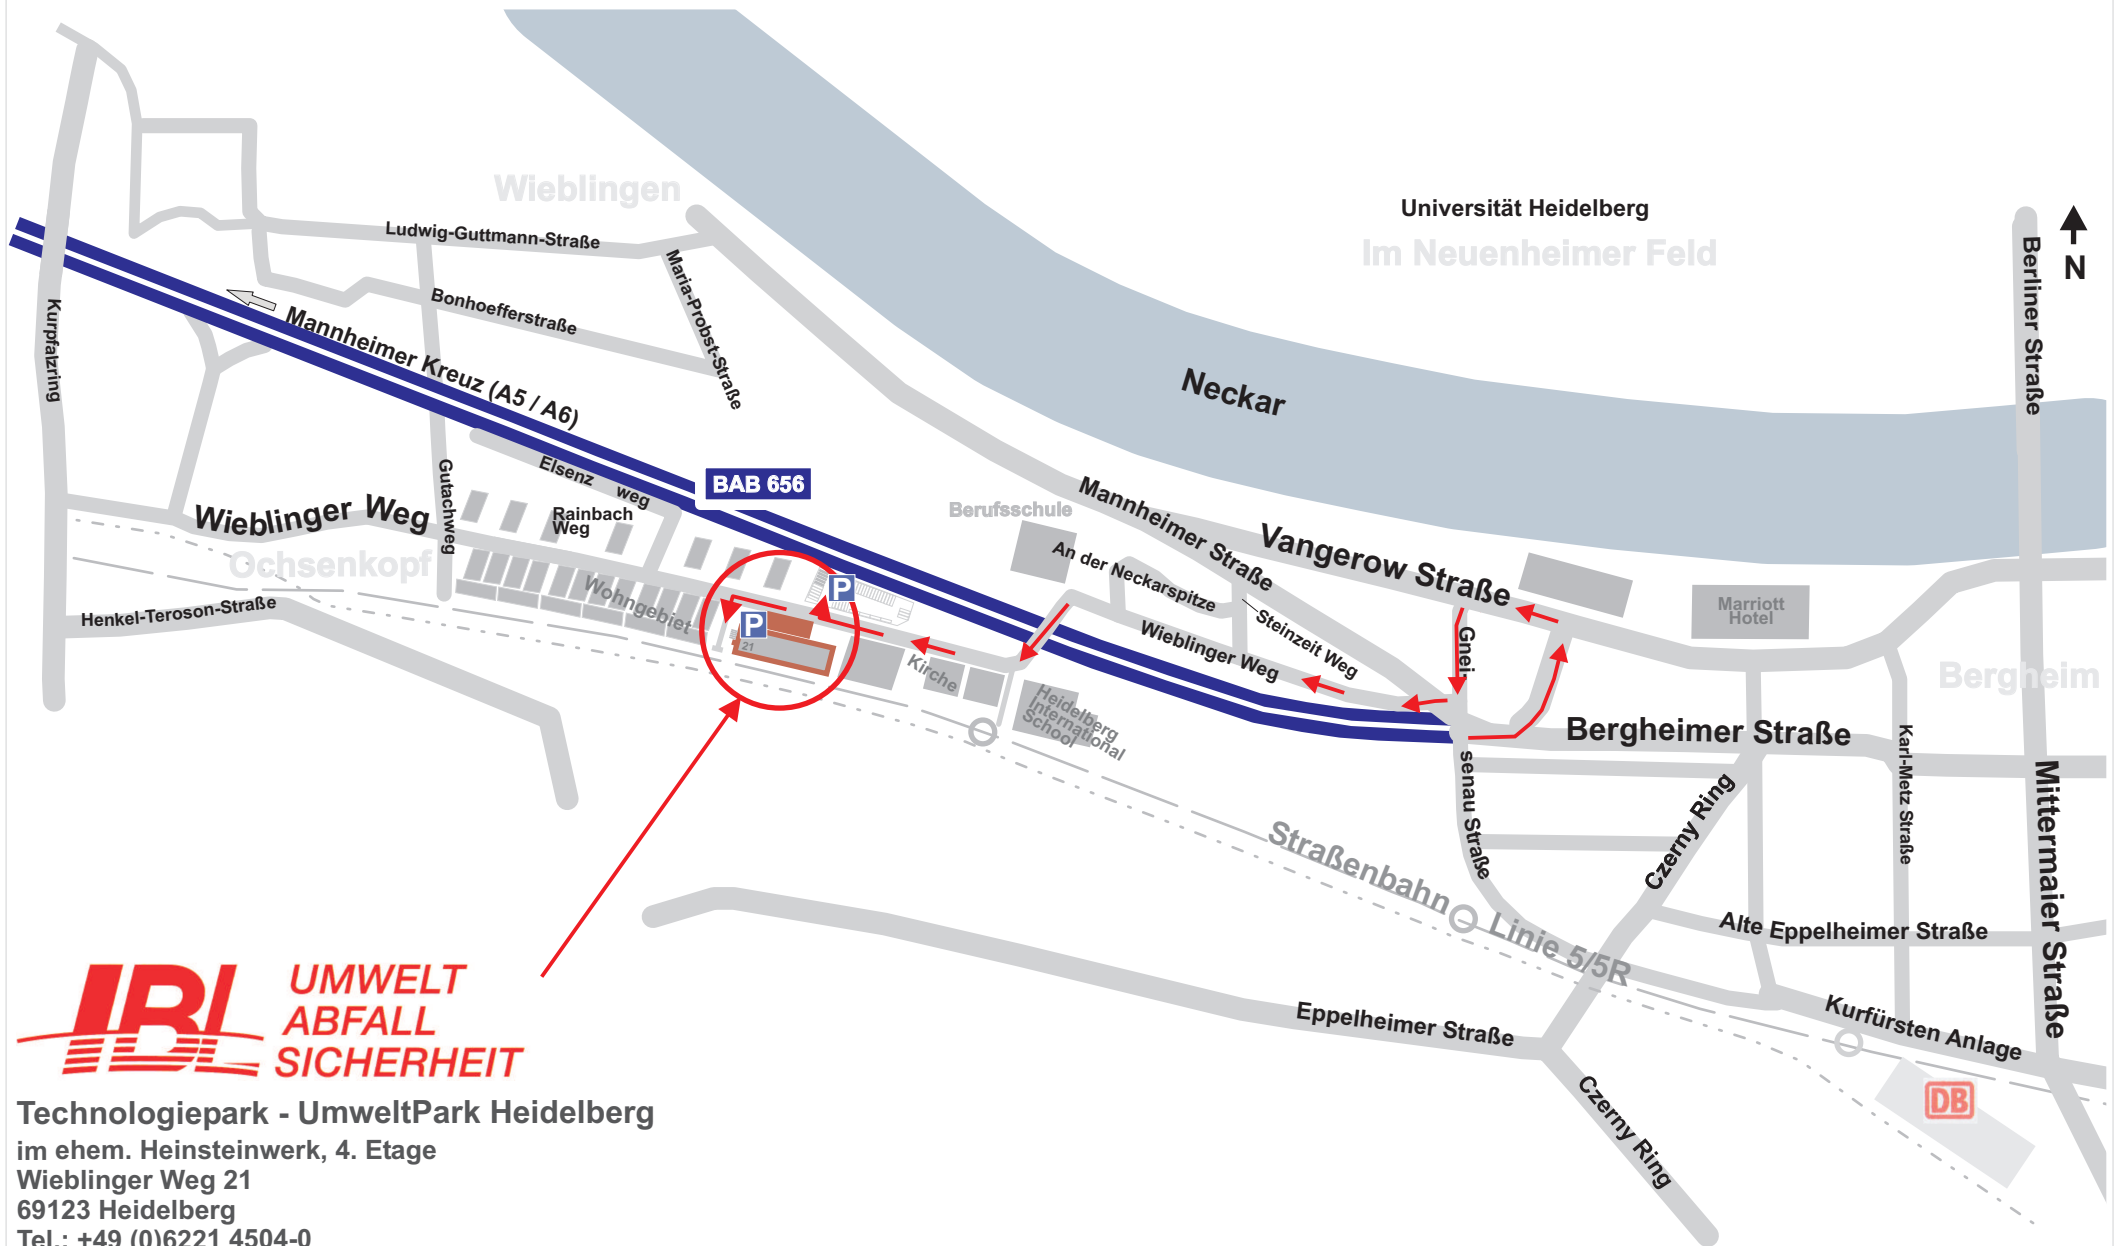 Wieblingen
Universität Heidelberg
Im Neuenheimer Feld
N
Berliner Straße
Ludwig-Guttmann-Straße
Maria-Probst-Straße
Bonhoefferstraße
Kurpfalzring
Mannheimer Kreuz (A5 / A6)
Neckar
BAB 656
Elsenz weg
Gutachweg
Rainbach
Weg
Wieblinger Weg
Ochsenkopf
Henkel-Teroson-Straße
Wohngebiet
P
P
21
Kirche
Berufsschule
An der Neckarspitze
Mannheimer Straße
Vangerow Straße
Steinzeit Weg
Wieblinger Weg
Gnei-
senau Straße
Marriott
Hotel
Bergheim
Heidelberg
International
School
Bergheimer Straße
Karl-Metz Straße
Mittermaier Straße
Czerny Ring
Straßenbahn Linie 5/5R
Alte Eppelheimer Straße
Eppelheimer Straße
Kurfürsten Anlage
DB
Czerny Ring
IBL
UMWELT
ABFALL
SICHERHEIT
Technologiepark - UmweltPark Heidelberg
im ehem. Heinsteinwerk, 4. Etage
Wieblinger Weg 21
69123 Heidelberg
Tel.: +49 (0)6221 4504-0